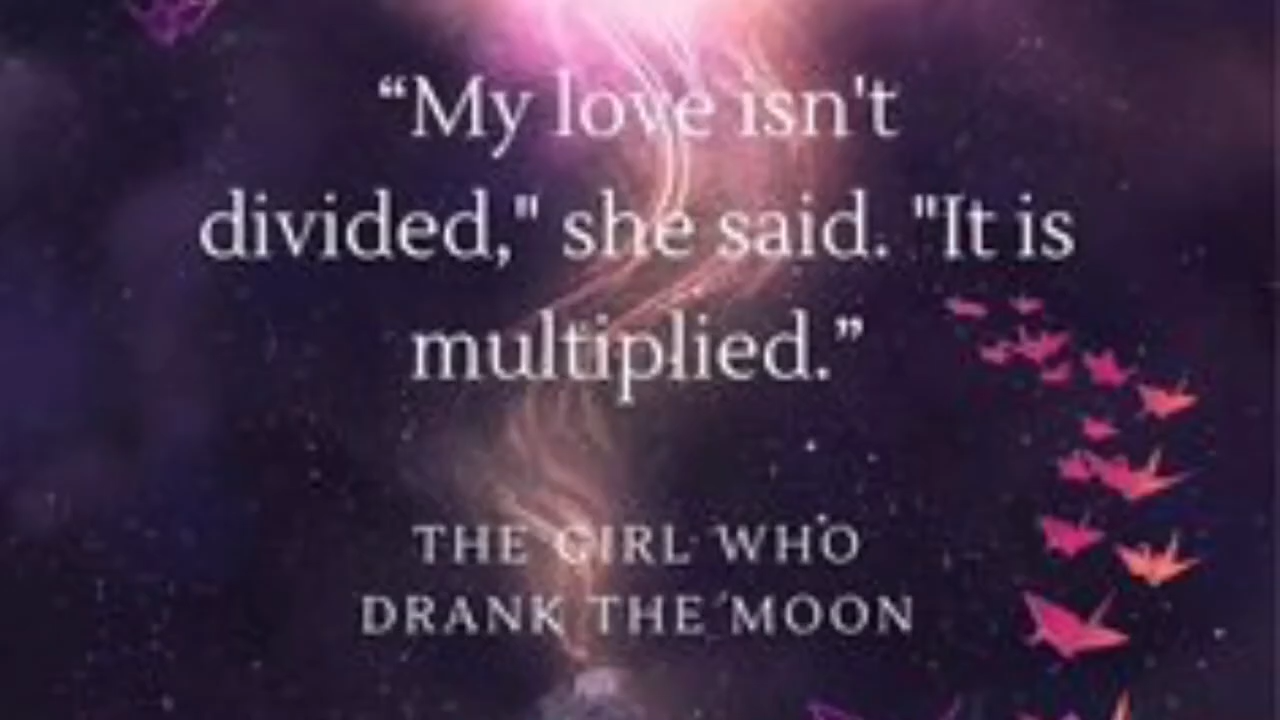 “My love isn't
divided," she said. "It is
multiplied.”
THE GIRL WHO
DRANK THE MOON